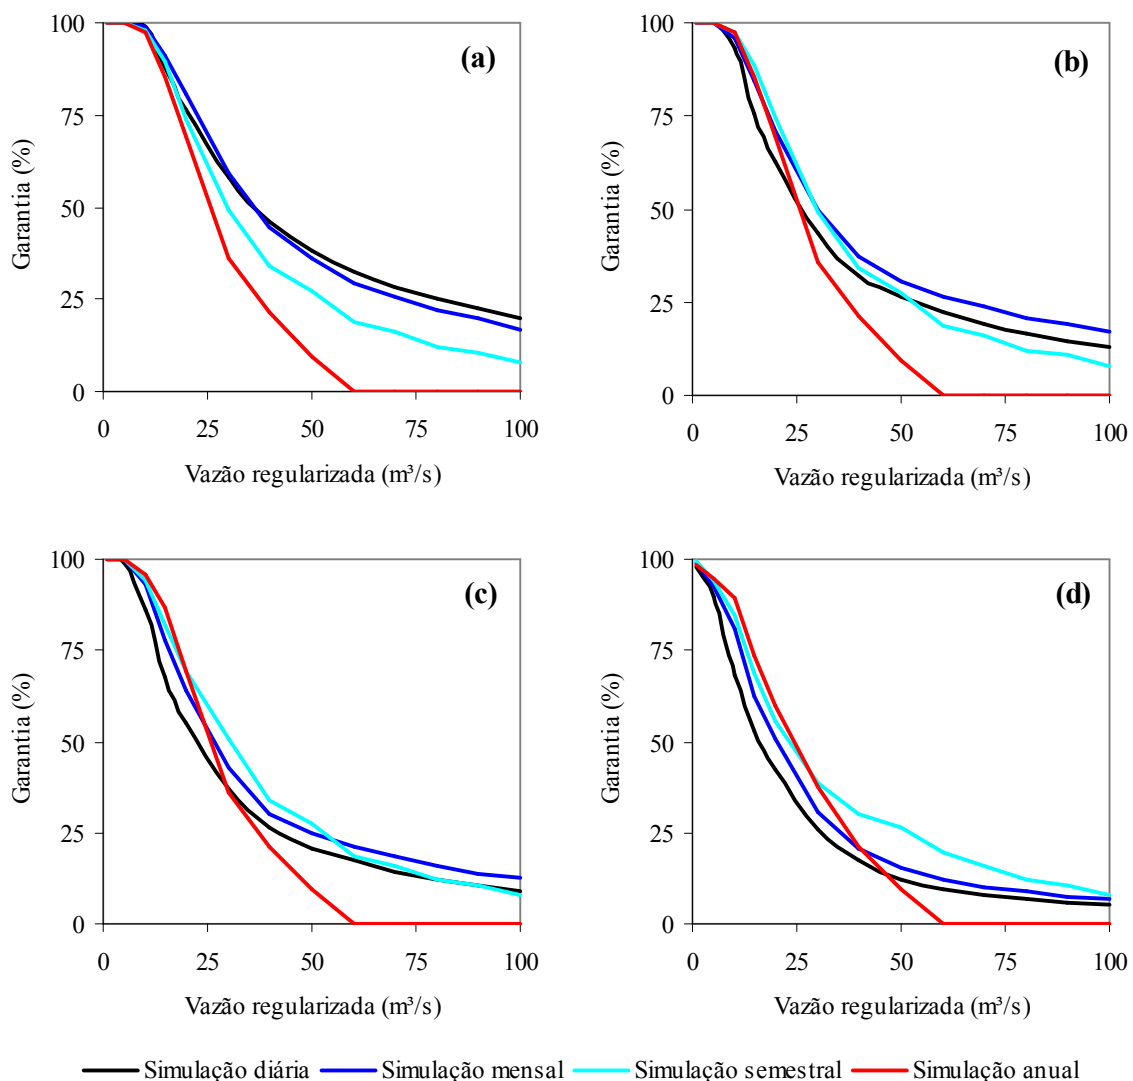 100
75
50
25
0
Garantia (%)
(a)
0 25 50 75 100
Vazão regularizada (m³/s)
100
75
50
25
0
Garantia (%)
(b)
0 25 50 75 100
Vazão regularizada (m³/s)
100
75
50
25
0
Garantia (%)
(c)
0 25 50 75 100
Vazão regularizada (m³/s)
100
75
50
25
0
Garantia (%)
(d)
0 25 50 75 100
Vazão regularizada (m³/s)
Simulação diária Simulação mensal Simulação semestral Simulação anual